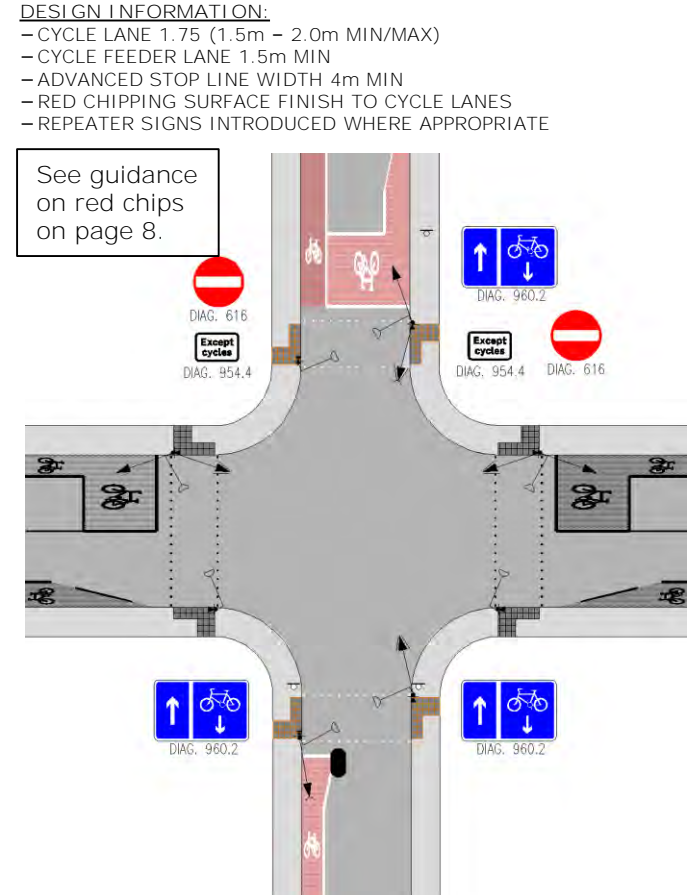 DESIGN INFORMATION:
– CYCLE LANE 1.75 (1.5m – 2.0m MIN/MAX)
– CYCLE FEEDER LANE 1.5m MIN
– ADVANCED STOP LINE WIDTH 4m MIN
– RED CHIPPING SURFACE FINISH TO CYCLE LANES
– REPEATER SIGNS INTRODUCED WHERE APPROPRIATE
See guidance
on red chips
on page 8.
DIAG. 616
Except
cycles
DIAG. 954.4
DIAG. 960.2
Except
cycles
DIAG. 954.4
DIAG. 616
DIAG. 960.2
DIAG. 960.2